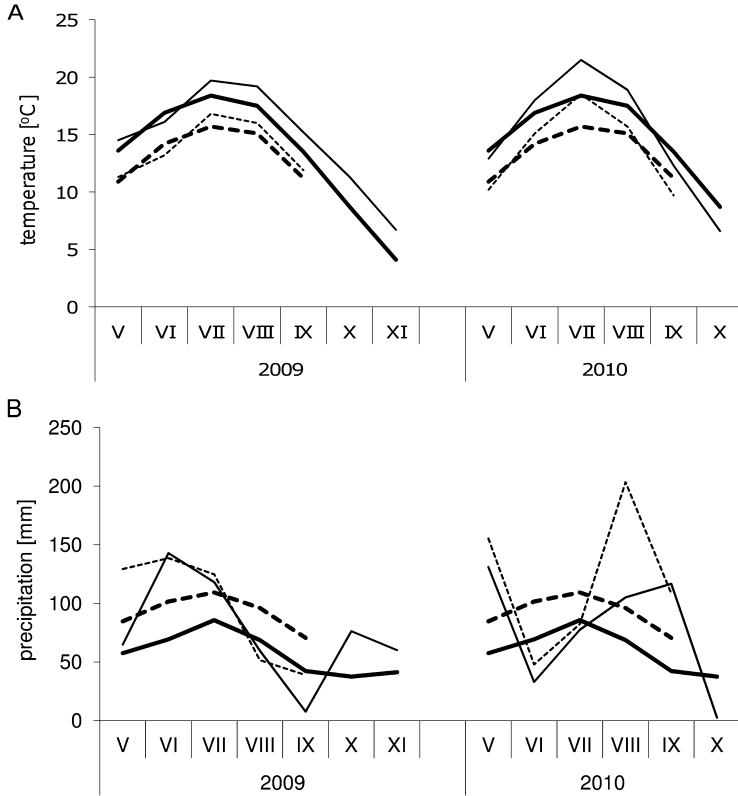 A
temperature [⁰C]
25
20
15
10
5
0
V VI VII VIII IX X XI V VI VII VIII IX X
2009 2010
B
precipitation [mm]
250
200
150
100
50
0
V VI VII VIII IX X XI V VI VII VIII IX X
2009 2010